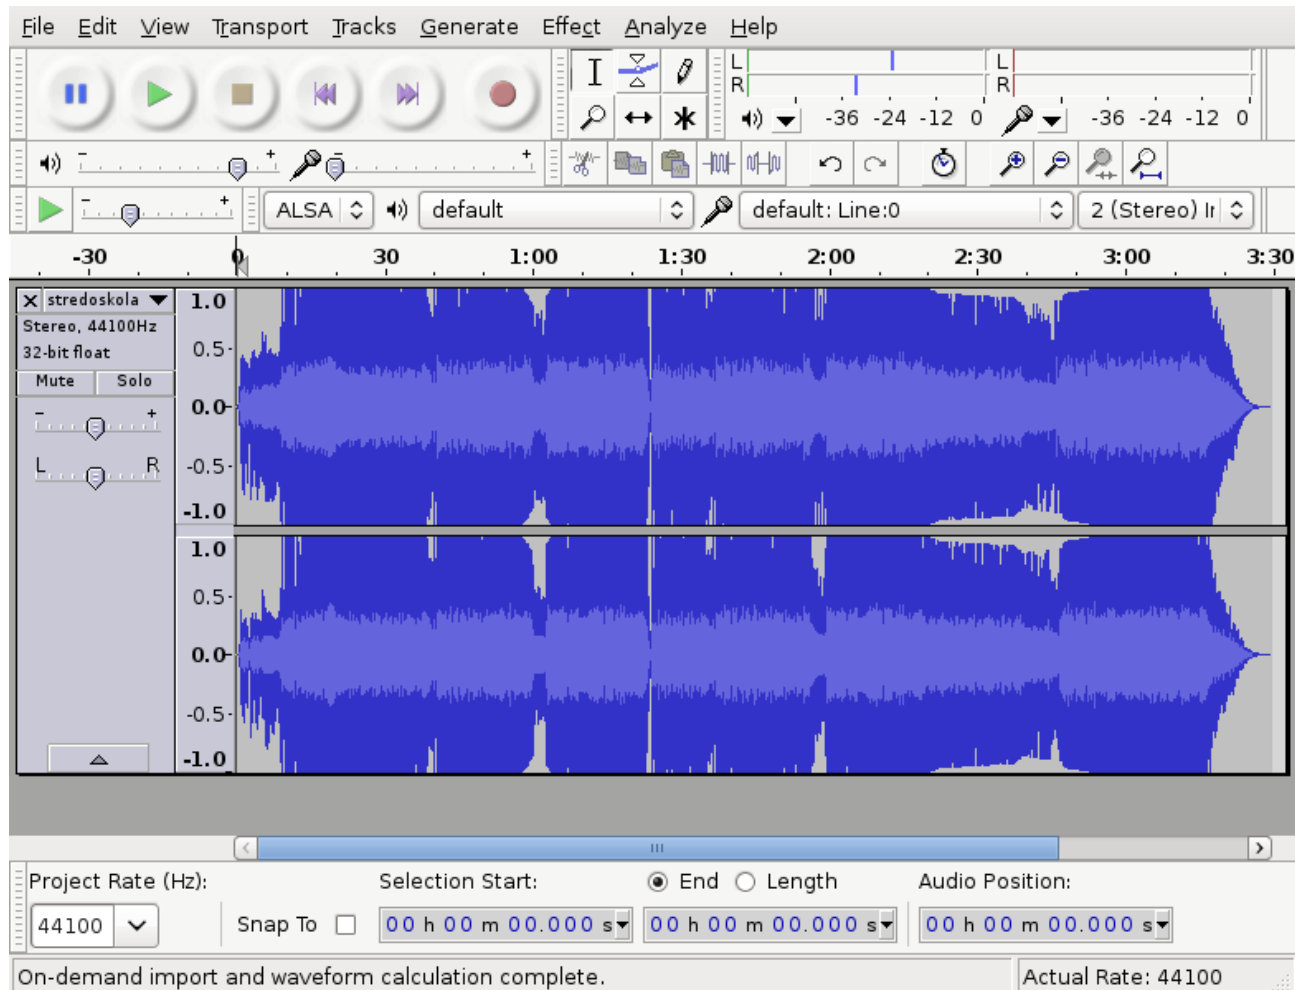 File Edit View Transport Tracks Generate Effect Analyze Help
L
R
-36 -24 -12 0
L
R
-36 -24 -12 0
- +
- +
- +
ALSA
default
default: Line:0
2 (Stereo) Ir
-30 0 30 1:00 1:30 2:00 2:30 3:00 3:30
stredoskola
Stereo, 44100Hz
32-bit float
Mute Solo
- +
L R
1.0
0.5
0.0
-0.5
-1.0
1.0
0.5
0.0
-0.5
-1.0
Project Rate (Hz): Selection Start: End Length Audio Position:
44100 Snap To 00 h 00 m 00.000 s 00 h 00 m 00.000 s 00 h 00 m 00.000 s
On-demand import and waveform calculation complete. Actual Rate: 44100